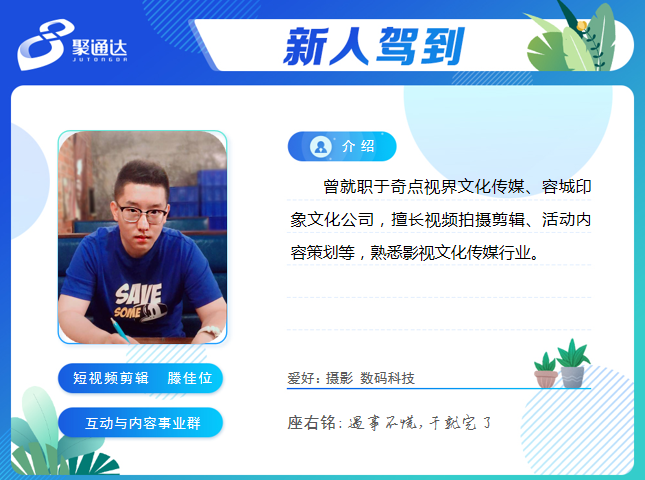 聚通达
JUTONGDA
新人驾到
介绍
曾就职于奇点视界文化传媒、容城印
象文化公司，擅长视频拍摄剪辑、活动内
容策划等，熟悉影视文化传媒行业。
SAVE
SOME
短视频剪辑 滕佳位
互动与内容事业群
爱好：摄影 数码科技
座右铭：遇事不慌，干就完了